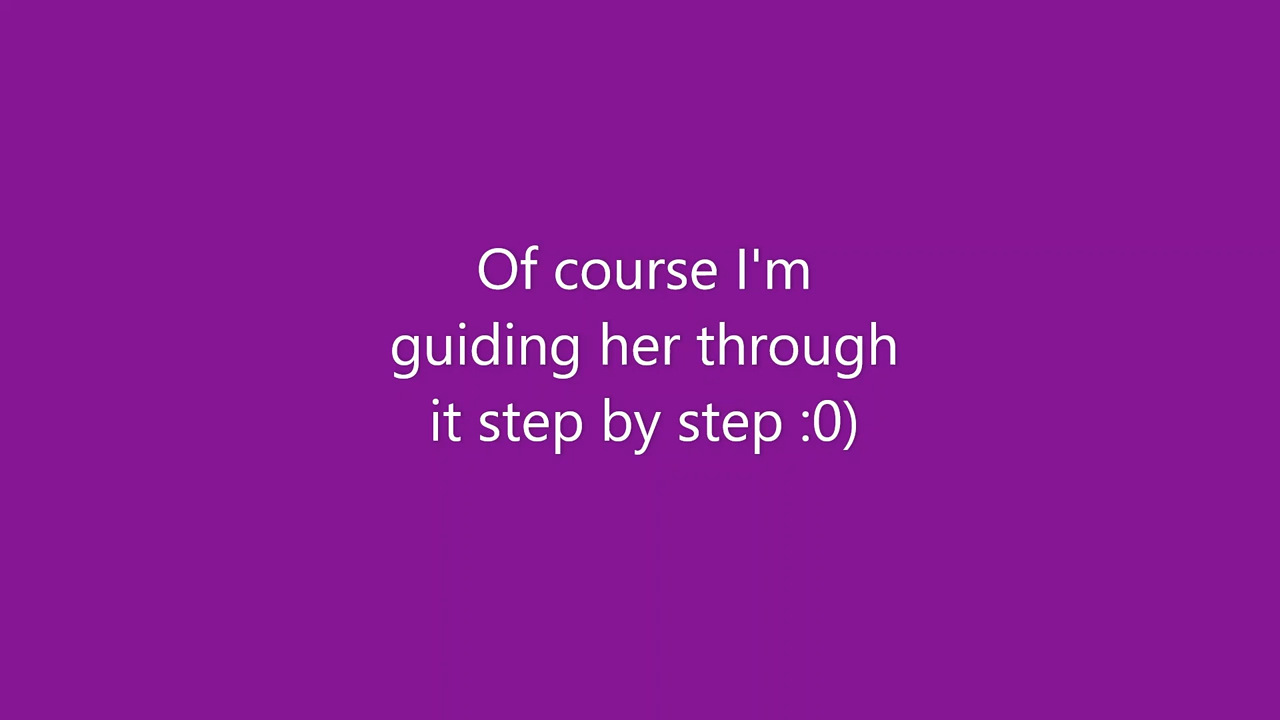 Of course I'm
guiding her through
it step by step :0)